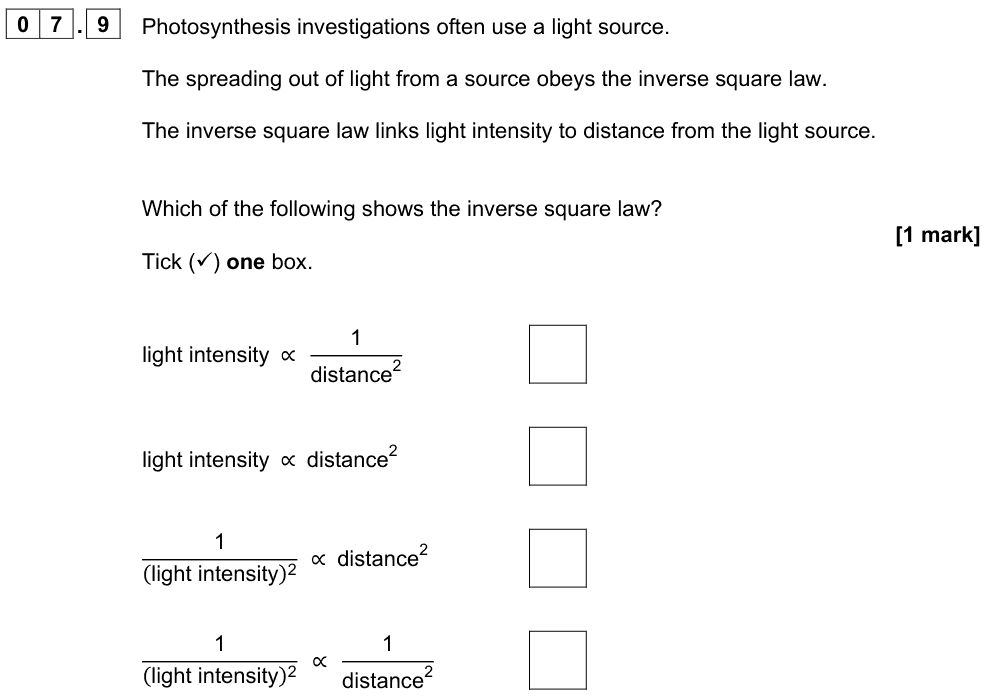 07.9 Photosynthesis investigations often use a light source.
The spreading out of light from a source obeys the inverse square law.
The inverse square law links light intensity to distance from the light source.
Which of the following shows the inverse square law?
[1 mark]
Tick (✓) one box.
light intensity ∝ 1 / distance²
light intensity ∝ distance²
1 / (light intensity)² ∝ distance²
1 / (light intensity)² ∝ 1 / distance²